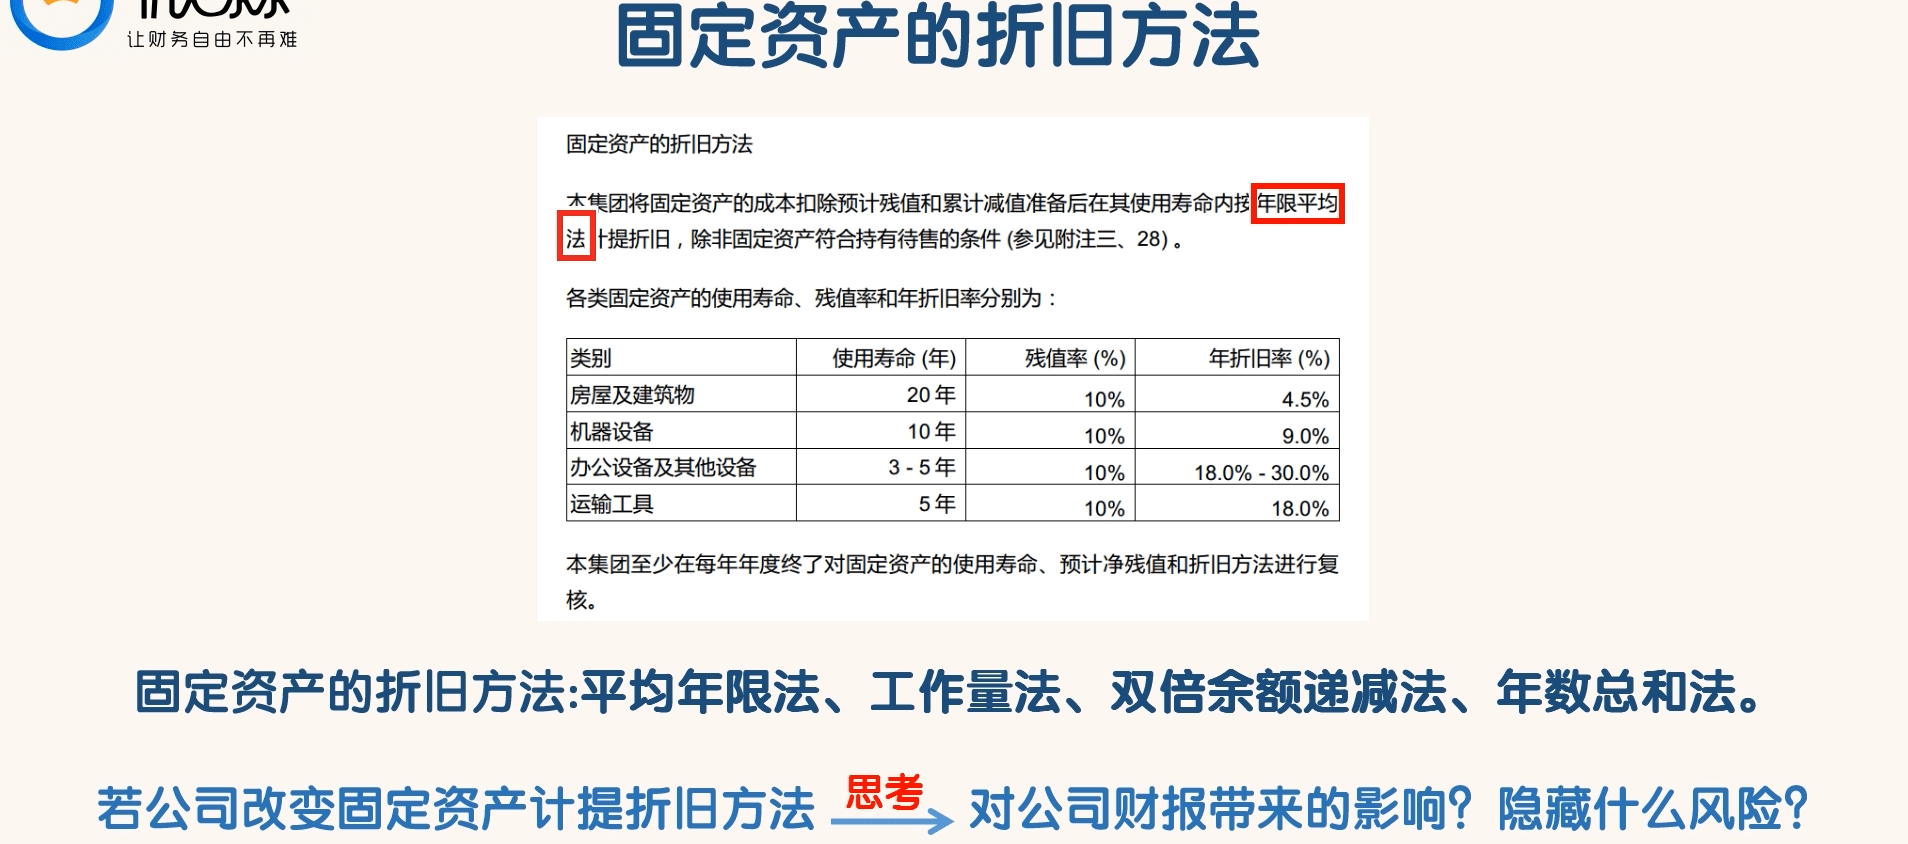 让财务自由不再难
固定资产的折旧方法
固定资产的折旧方法
本集团将固定资产的成本扣除预计残值和累计减值准备后在其使用寿命内按年限平均
法计提折旧，除非固定资产符合持有待售的条件 (参见附注三、28) 。
各类固定资产的使用寿命、残值率和年折旧率分别为：
类别 使用寿命 (年) 残值率 (%) 年折旧率 (%)
房屋及建筑物 20 年 10% 4.5%
机器设备 10 年 10% 9.0%
办公设备及其他设备 3 - 5 年 10% 18.0% - 30.0%
运输工具 5 年 10% 18.0%
本集团至少在每年年度终了对固定资产的使用寿命、预计净残值和折旧方法进行复
核。
固定资产的折旧方法:平均年限法、工作量法、双倍余额递减法、年数总和法。
若公司改变固定资产计提折旧方法 思考 对公司财报带来的影响？隐藏什么风险？